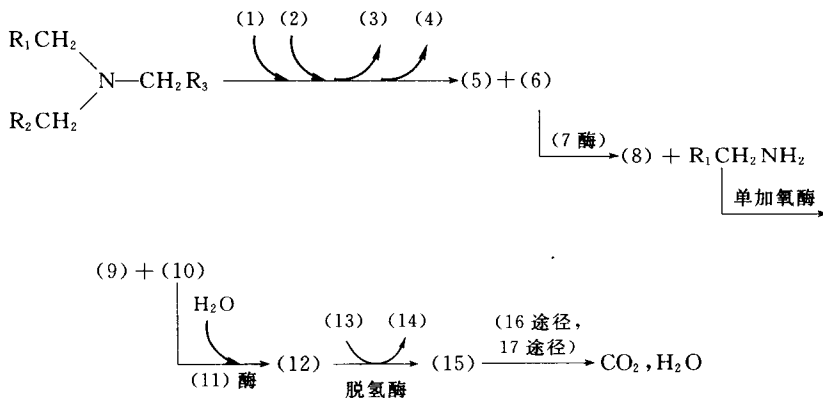 (1) (2) (3) (4)
R₁CH₂
N—CH₂R₃
(5)+(6)
R₂CH₂
(7 酶)
(8) + R₁CH₂NH₂
单加氧酶
(9)+(10)
H₂O
(13) (14)
(16 途径,
17 途径)
(12)
(15)
CO₂,H₂O
(11)酶
脱氢酶